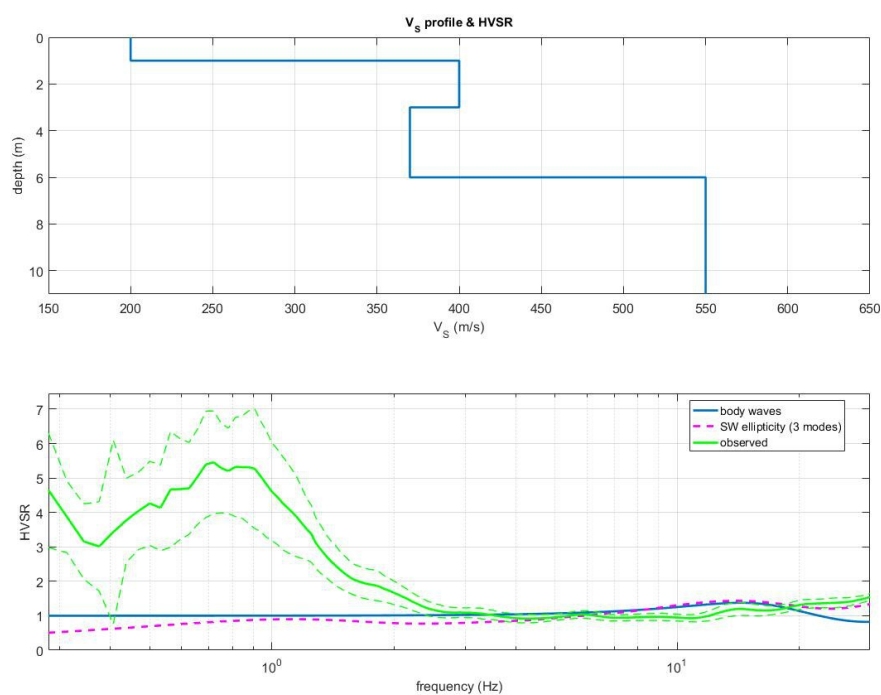 V_S profile & HVSR
0
2
4
6
8
10
depth (m)
150 200 250 300 350 400 450 500 550 600 650
V_S (m/s)
7
6
5
4
3
2
1
0
HVSR
body waves
SW ellipticity (3 modes)
observed
10^0 10^1
frequency (Hz)